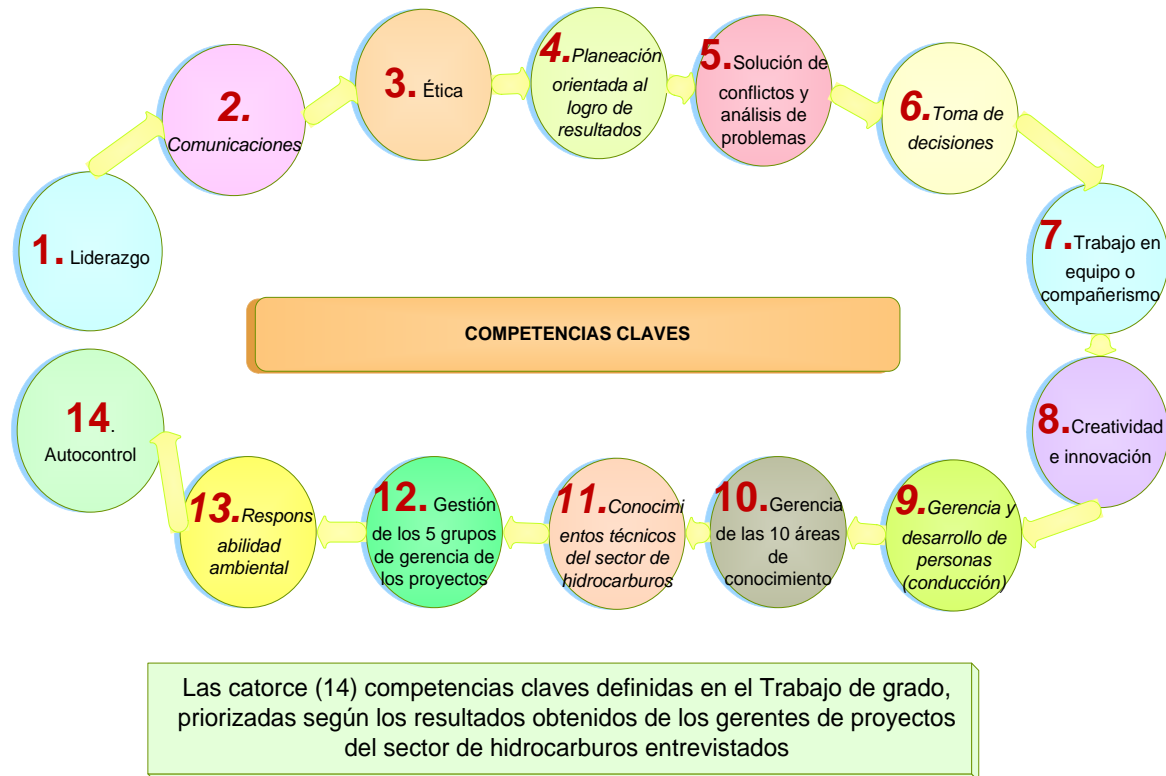 1. Liderazgo
2.
Comunicaciones
3. Ética
4.Planeación
orientada al
logro de
resultados
5.Solución de
conflictos y
análisis de
problemas
6.Toma de
decisiones
7.Trabajo en
equipo o
compañerismo
8.Creatividad
e innovación
9.Gerencia y
desarrollo de
personas
(conducción)
10.Gerencia
de las 10 áreas
de
conocimiento
11.Conocimi
entos técnicos
del sector de
hidrocarburos
12. Gestión
de los 5 grupos
de gerencia de
los proyectos
13.Respons
abilidad
ambiental
14.
Autocontrol
COMPETENCIAS CLAVES
Las catorce (14) competencias claves definidas en el Trabajo de grado,
priorizadas según los resultados obtenidos de los gerentes de proyectos
del sector de hidrocarburos entrevistados